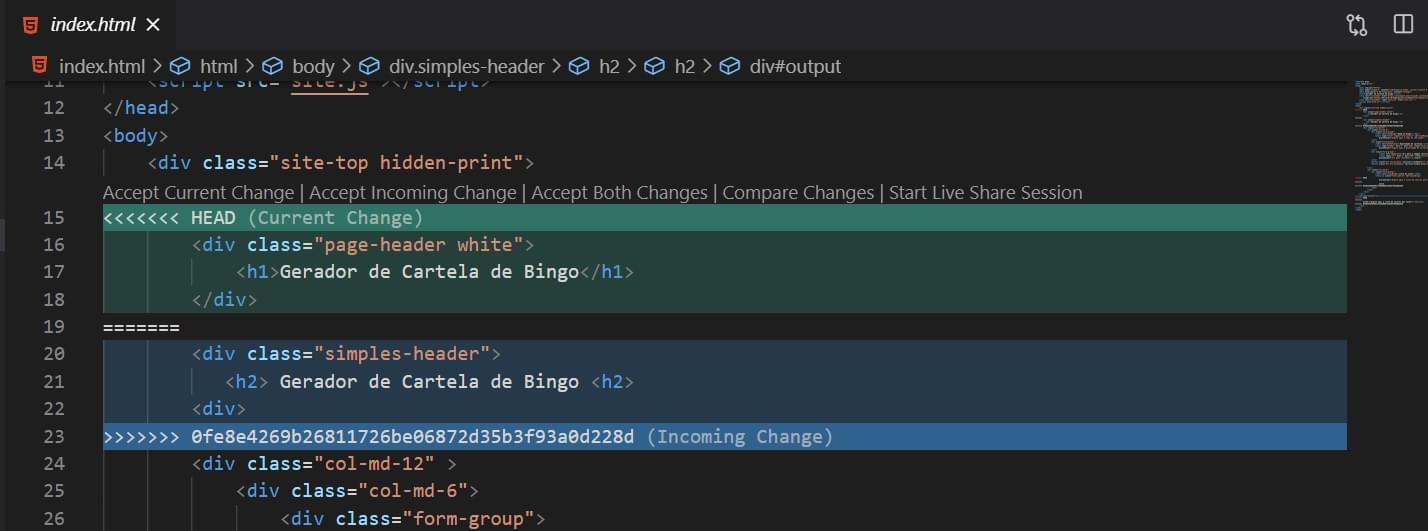 index.html
index.html > html > body > div.simples-header > h2 > h2 > div#output
11 <script src="site.js"></script>
12 </head>
13 <body>
14 <div class="site-top hidden-print">
Accept Current Change | Accept Incoming Change | Accept Both Changes | Compare Changes | Start Live Share Session
15 <<<<<<< HEAD (Current Change)
16 <div class="page-header white">
17 <h1>Gerador de Cartela de Bingo</h1>
18 </div>
19 =======
20 <div class="simples-header">
21 <h2> Gerador de Cartela de Bingo <h2>
22 <div>
23 >>>>>>> 0fe8e4269b26811726be06872d35b3f93a0d228d (Incoming Change)
24 <div class="col-md-12" >
25 <div class="col-md-6">
26 <div class="form-group">